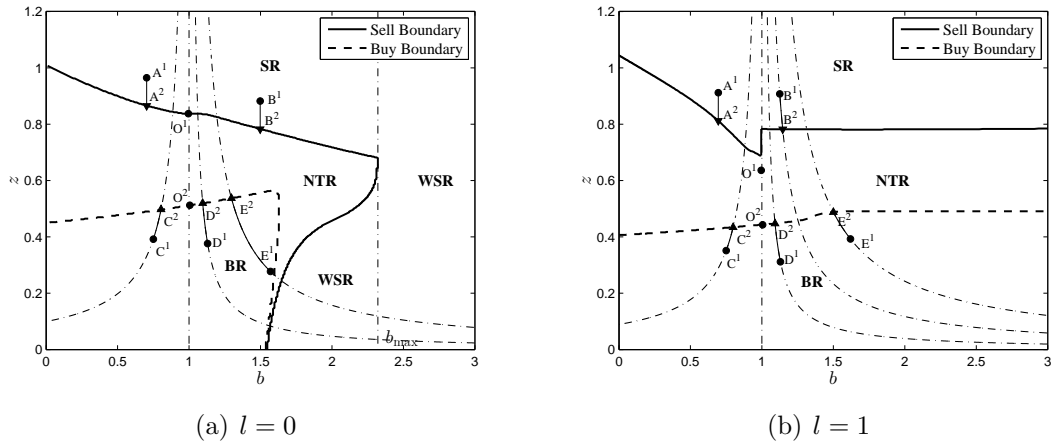 1.2
1
0.8
0.6
0.4
0.2
0
z
0 0.5 1 1.5 2 2.5 3
b
Sell Boundary
Buy Boundary
SR
A¹
A²
O¹
B¹
B²
NTR
WSR
O²
C²
C¹
D²
D¹
E²
E¹
BR
WSR
b_max
(a) l = 0
1.2
1
0.8
0.6
0.4
0.2
0
z
0 0.5 1 1.5 2 2.5 3
b
Sell Boundary
Buy Boundary
SR
A¹
A²
B¹
B²
O¹
NTR
O²
C²
C¹
D²
D¹
E²
E¹
BR
(b) l = 1